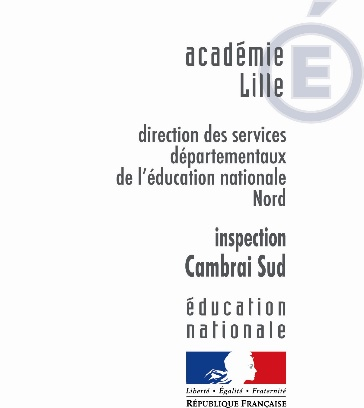 académie
Lille
É
direction des services
départementaux
de l'éducation nationale
Nord
inspection
Cambrai Sud
éducation
nationale
Liberté • Égalité • Fraternité
RÉPUBLIQUE FRANÇAISE